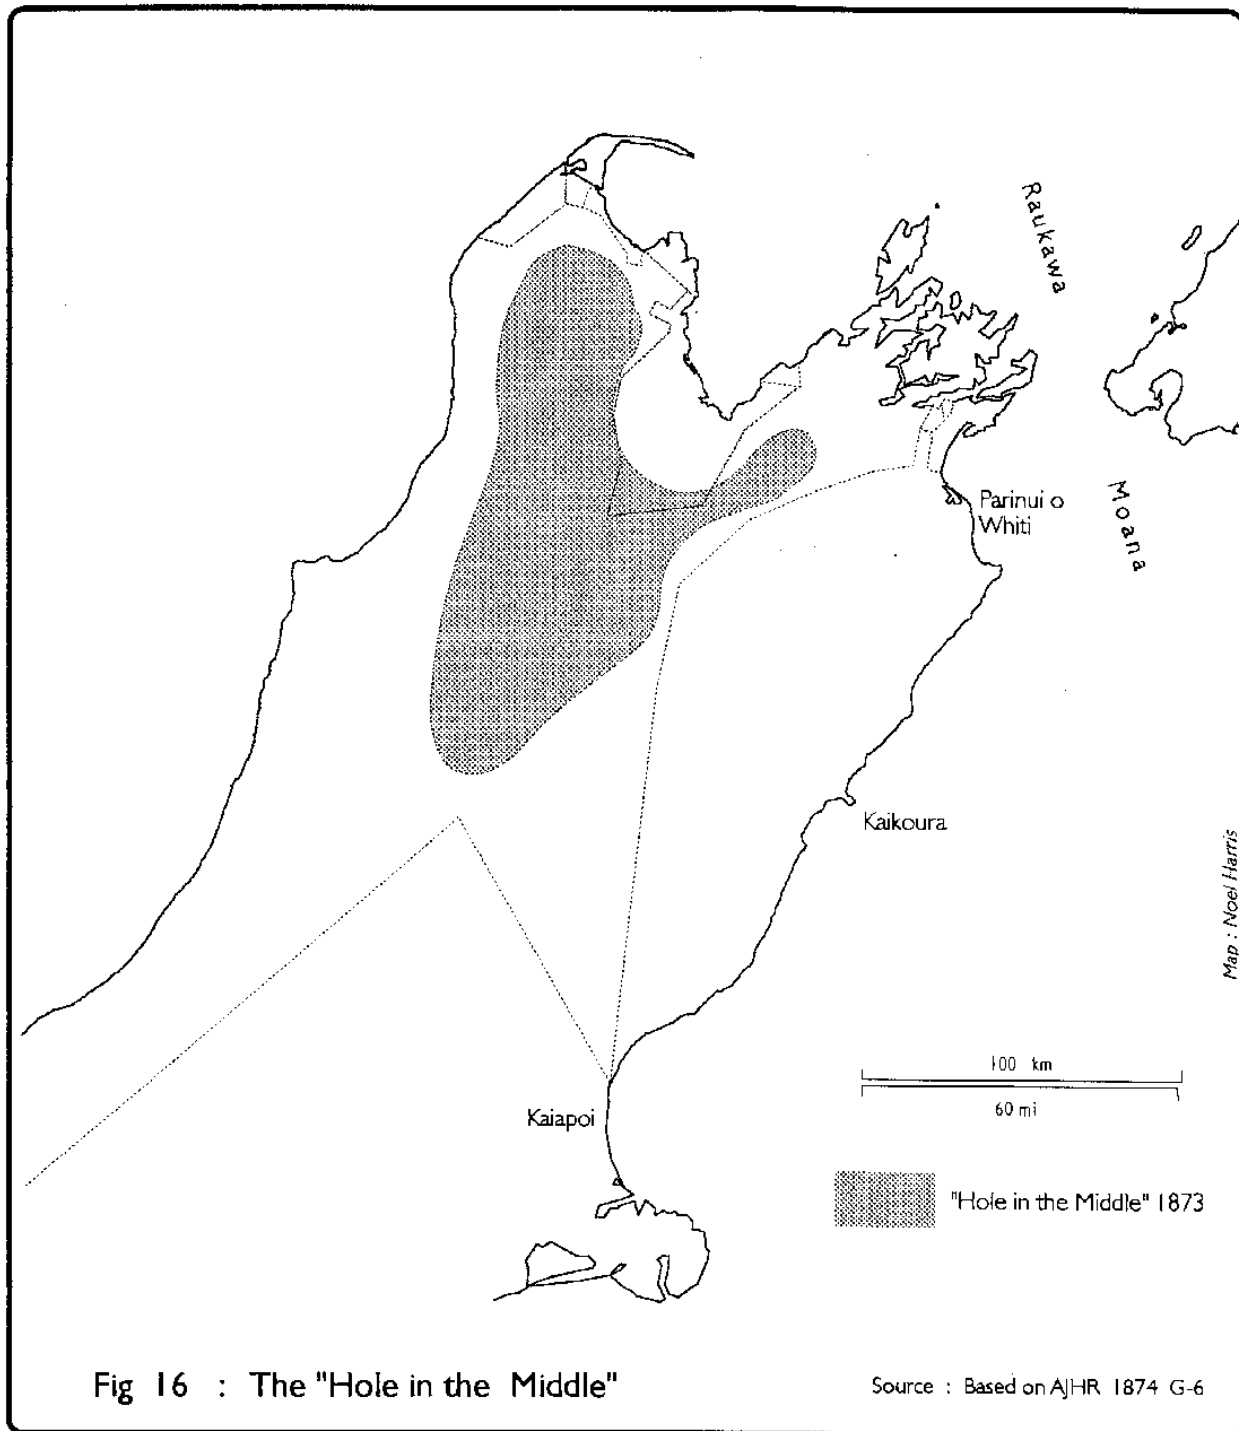 Raukawa
Moana
Parinui o
Whiti
Kaikoura
Map : Noel Harris
100 km
60 mi
Kaiapoi
"Hole in the Middle" 1873
Fig 16 : The "Hole in the Middle"
Source : Based on AJHR 1874 G-6